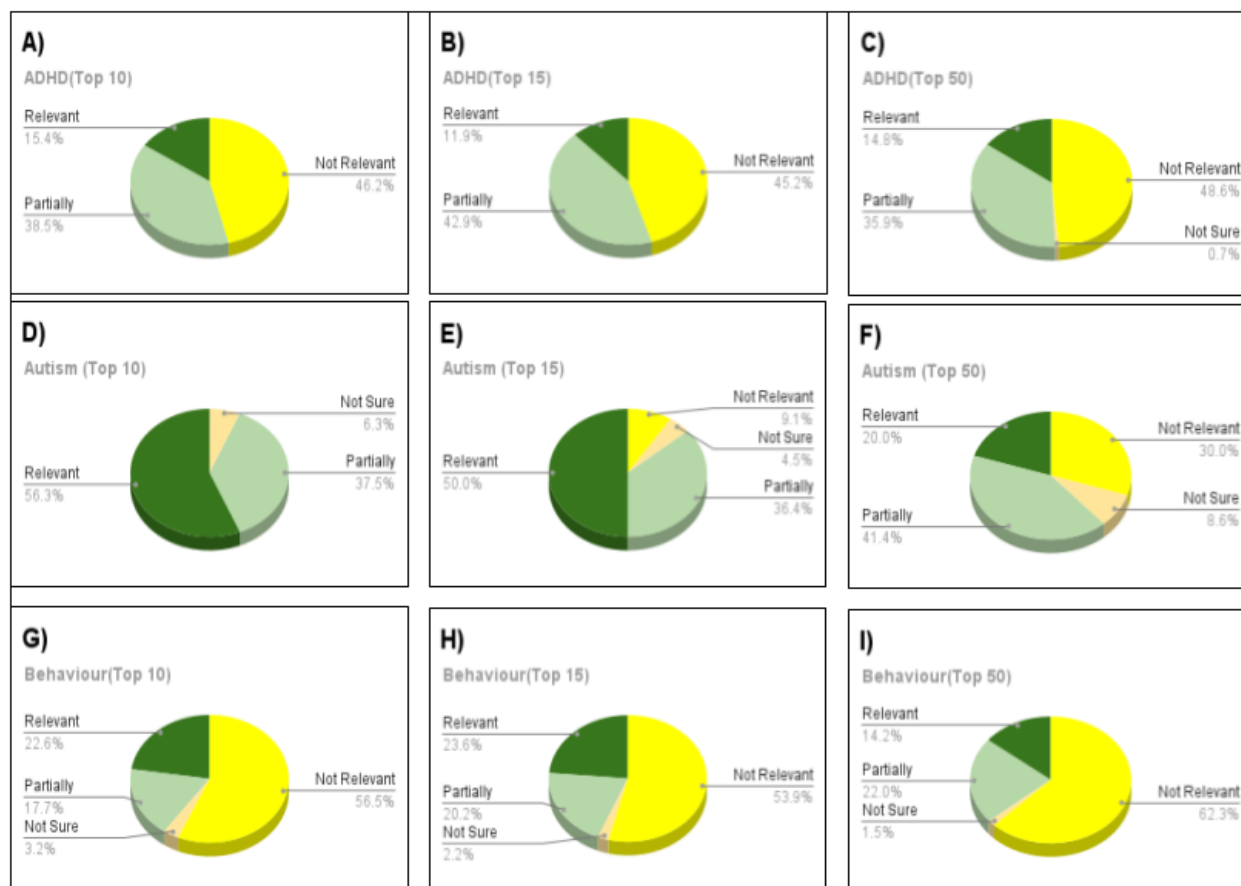 A)
ADHD(Top 10)
Relevant
15.4%
Not Relevant
46.2%
Partially
38.5%
B)
ADHD(Top 15)
Relevant
11.9%
Not Relevant
45.2%
Partially
42.9%
C)
ADHD(Top 50)
Relevant
14.8%
Not Relevant
48.6%
Partially
35.9%
Not Sure
0.7%
D)
Autism (Top 10)
Not Sure
6.3%
Partially
37.5%
Relevant
56.3%
E)
Autism (Top 15)
Not Relevant
9.1%
Not Sure
4.5%
Relevant
50.0%
Partially
36.4%
F)
Autism (Top 50)
Relevant
20.0%
Not Relevant
30.0%
Not Sure
8.6%
Partially
41.4%
G)
Behaviour(Top 10)
Relevant
22.6%
Not Relevant
56.5%
Partially
17.7%
Not Sure
3.2%
H)
Behaviour(Top 15)
Relevant
23.6%
Not Relevant
53.9%
Partially
20.2%
Not Sure
2.2%
I)
Behaviour(Top 50)
Relevant
14.2%
Partially
22.0%
Not Relevant
62.3%
Not Sure
1.5%